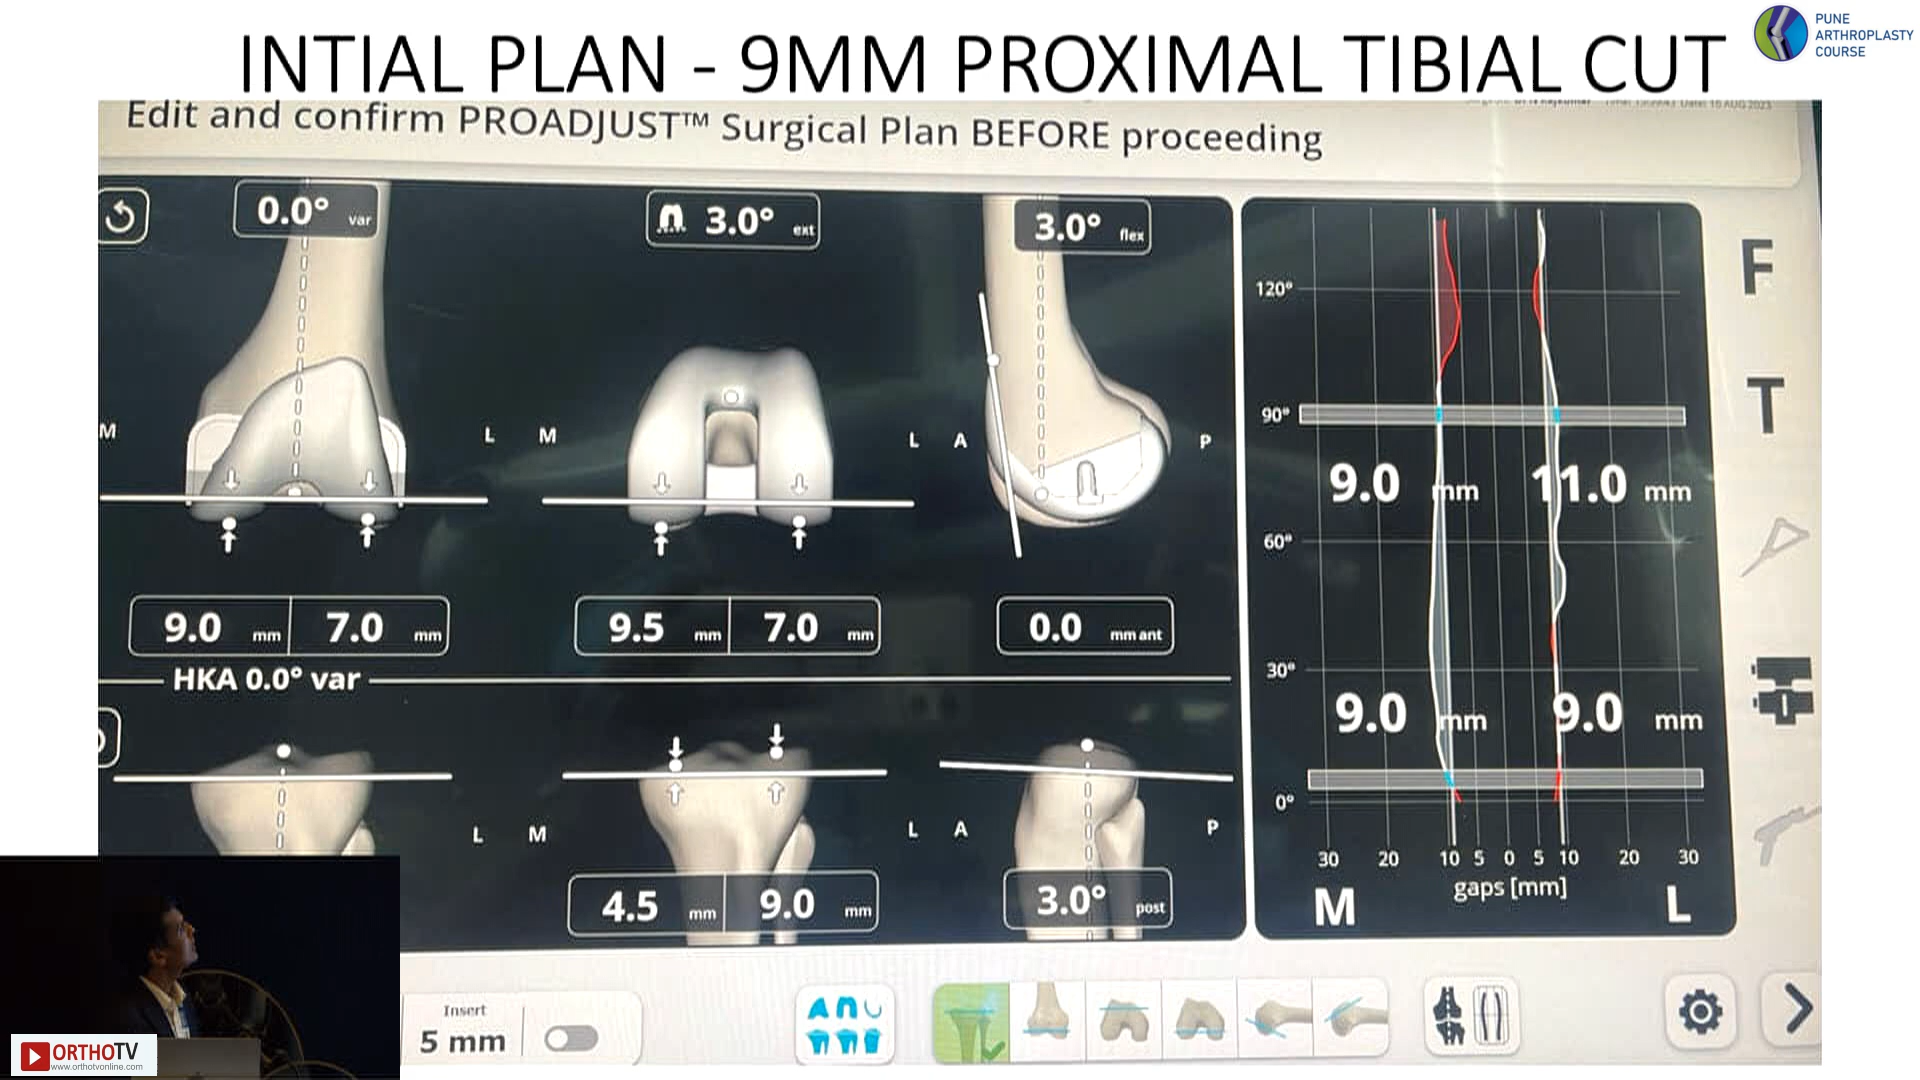 INTIAL PLAN - 9MM PROXIMAL TIBIAL CUT
PUNE
ARTHROPLASTY
COURSE
Edit and confirm PROADJUST™ Surgical Plan BEFORE proceeding
0.0° var
3.0° ext
3.0° flex
M
L
M
L
A
P
9.0 mm 7.0 mm
9.5 mm 7.0 mm
0.0 mm ant
HKA 0.0° var
L
M
L
A
P
4.5 mm 9.0 mm
3.0° post
120°
90°
9.0 mm 11.0 mm
60°
30°
9.0 mm 9.0 mm
0°
30 20 10 5 0 5 10 20 30
gaps [mm]
M
L
F
T
Insert
5 mm
ORTHOTV
www.orthotvonline.com